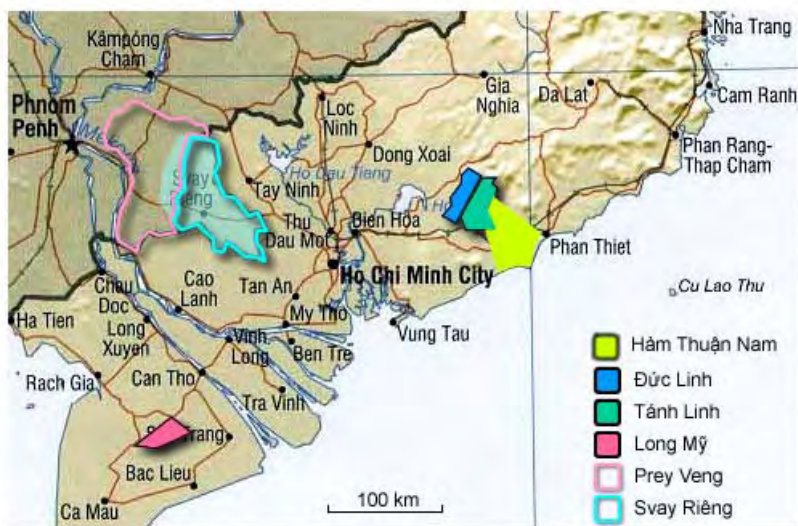 Nha Trang
Kâmpóng
Cham
Gia
Nghia
Da Lat
Cam Ranh
Phnom
Penh
Loc
Ninh
Dong Xoai
Phan Rang-
Thap Cham
Ho Dau Tieng
Svay
Rieng
Tay Ninh
Thu
Dau Mot
Bien Hoa
Phan Thiet
Ho Chi Minh City
Chau
Doc
Cao
Lanh
Tan An
Cu Lao Thu
Ha Tien
Long
Xuyen
My Tho
Vung Tau
Vinh
Long
Ben Tre
Rach Gia
Can Tho
Tra Vinh
Trang
Bac Lieu
Ca Mau
100 km
Hàm Thuận Nam
Đức Linh
Tánh Linh
Long Mỹ
Prey Veng
Svay Riêng